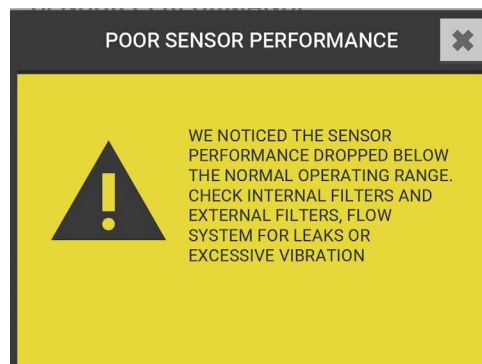 POOR SENSOR PERFORMANCE
WE NOTICED THE SENSOR
PERFORMANCE DROPPED BELOW
THE NORMAL OPERATING RANGE.
CHECK INTERNAL FILTERS AND
EXTERNAL FILTERS, FLOW
SYSTEM FOR LEAKS OR
EXCESSIVE VIBRATION